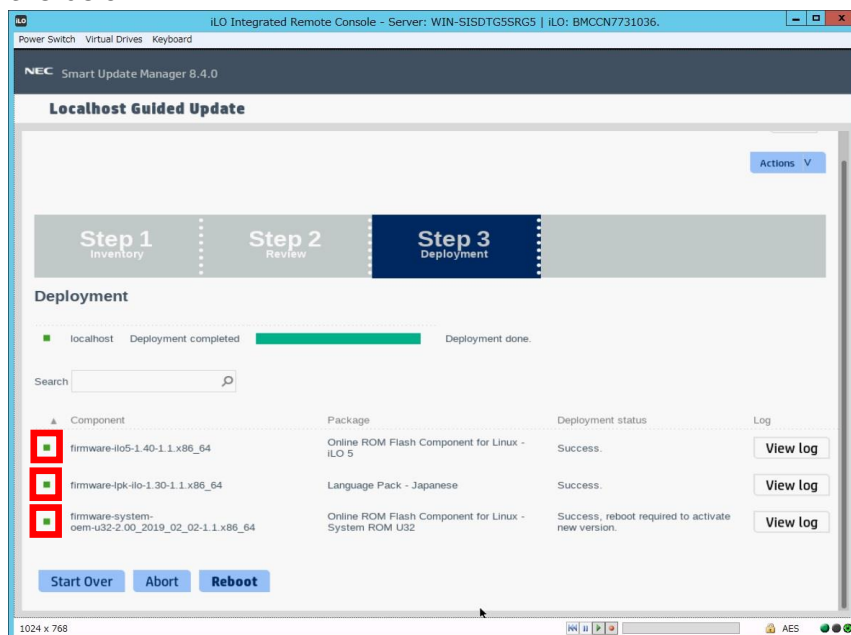 iLO Integrated Remote Console - Server: WIN-SISDTG5SRG5 | iLO: BMCCN7731036.
Power Switch Virtual Drives Keyboard
NEC Smart Update Manager 8.4.0
Localhost Guided Update
Actions
Step 1 Step 2 Step 3
Inventory Review Deployment
Deployment
localhost Deployment completed Deployment done.
Search
Component Package Deployment status Log
firmware-ilo5-1.40-1.1.x86_64 Online ROM Flash Component for Linux - iLO 5 Success. View log
firmware-lpk-ilo-1.30-1.1.x86_64 Language Pack - Japanese Success. View log
firmware-system- Online ROM Flash Component for Linux - Success, reboot required to activate View log
oem-u32-2.00_2019_02_02-1.1.x86_64 System ROM U32 new version.
Start Over Abort Reboot
1024 x 768 AES